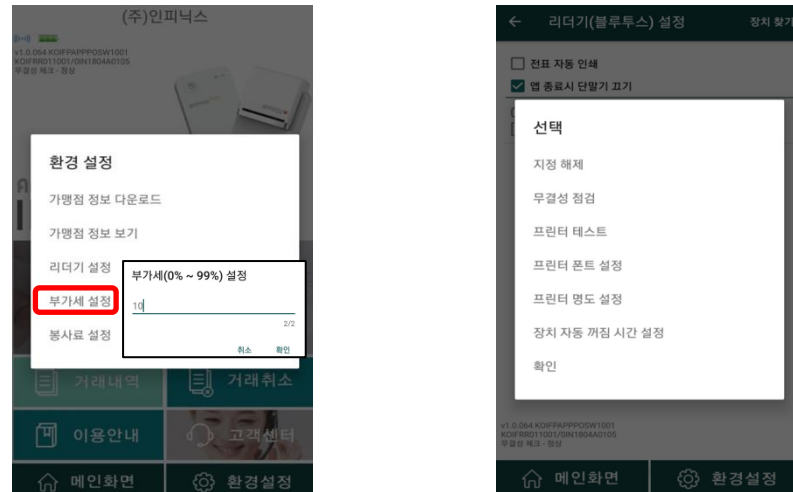 (주)인피닉스
v1.0.064 KOIFPAPPPOSW1001
KOIFRR011001/0IN1804A0105
무결성 체크 - 정상
환경 설정
가맹점 정보 다운로드
가맹점 정보 보기
리더기 설정
부가세 설정
봉사료 설정
부가세(0% ~ 99%) 설정
10
2/2
취소 확인
거래내역 거래취소
이용안내 고객센터
메인화면 환경설정
← 리더기(블루투스) 설정 장치 찾기
전표 자동 인쇄
앱 종료시 단말기 끄기
선택
지정 해제
무결성 점검
프린터 테스트
프린터 폰트 설정
프린터 명도 설정
장치 자동 꺼짐 시간 설정
확인
v1.0.064 KOIFPAPPPOSW1001
KOIFRR011001/0IN1804A0105
무결성 체크 - 정상
메인화면 환경설정